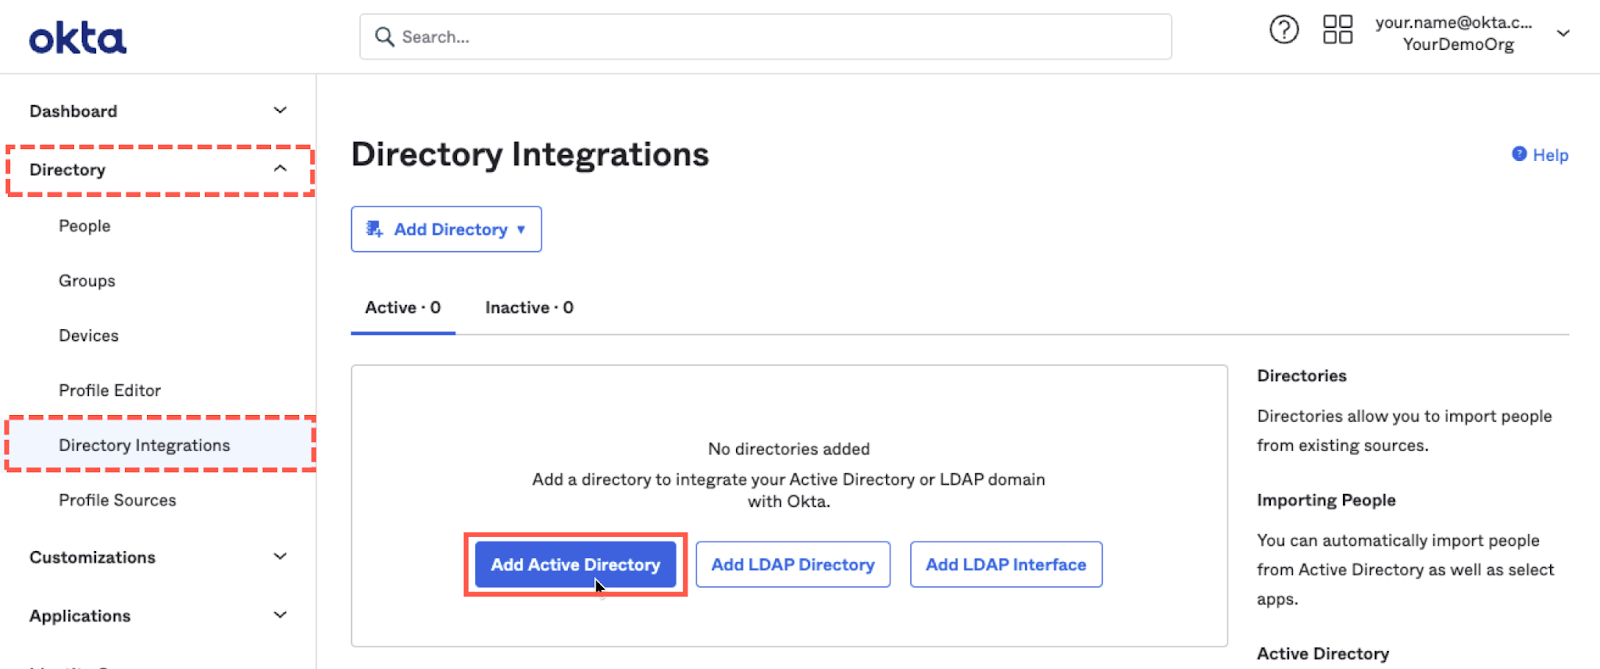 okta
Search...
your.name@okta.c...
YourDemoOrg
Dashboard
Directory
People
Groups
Devices
Profile Editor
Directory Integrations
Profile Sources
Customizations
Applications
Directory Integrations
Help
Add Directory
Active · 0
Inactive · 0
No directories added
Add a directory to integrate your Active Directory or LDAP domain
with Okta.
Add Active Directory
Add LDAP Directory
Add LDAP Interface
Directories
Directories allow you to import people
from existing sources.
Importing People
You can automatically import people
from Active Directory as well as select
apps.
Active Directory